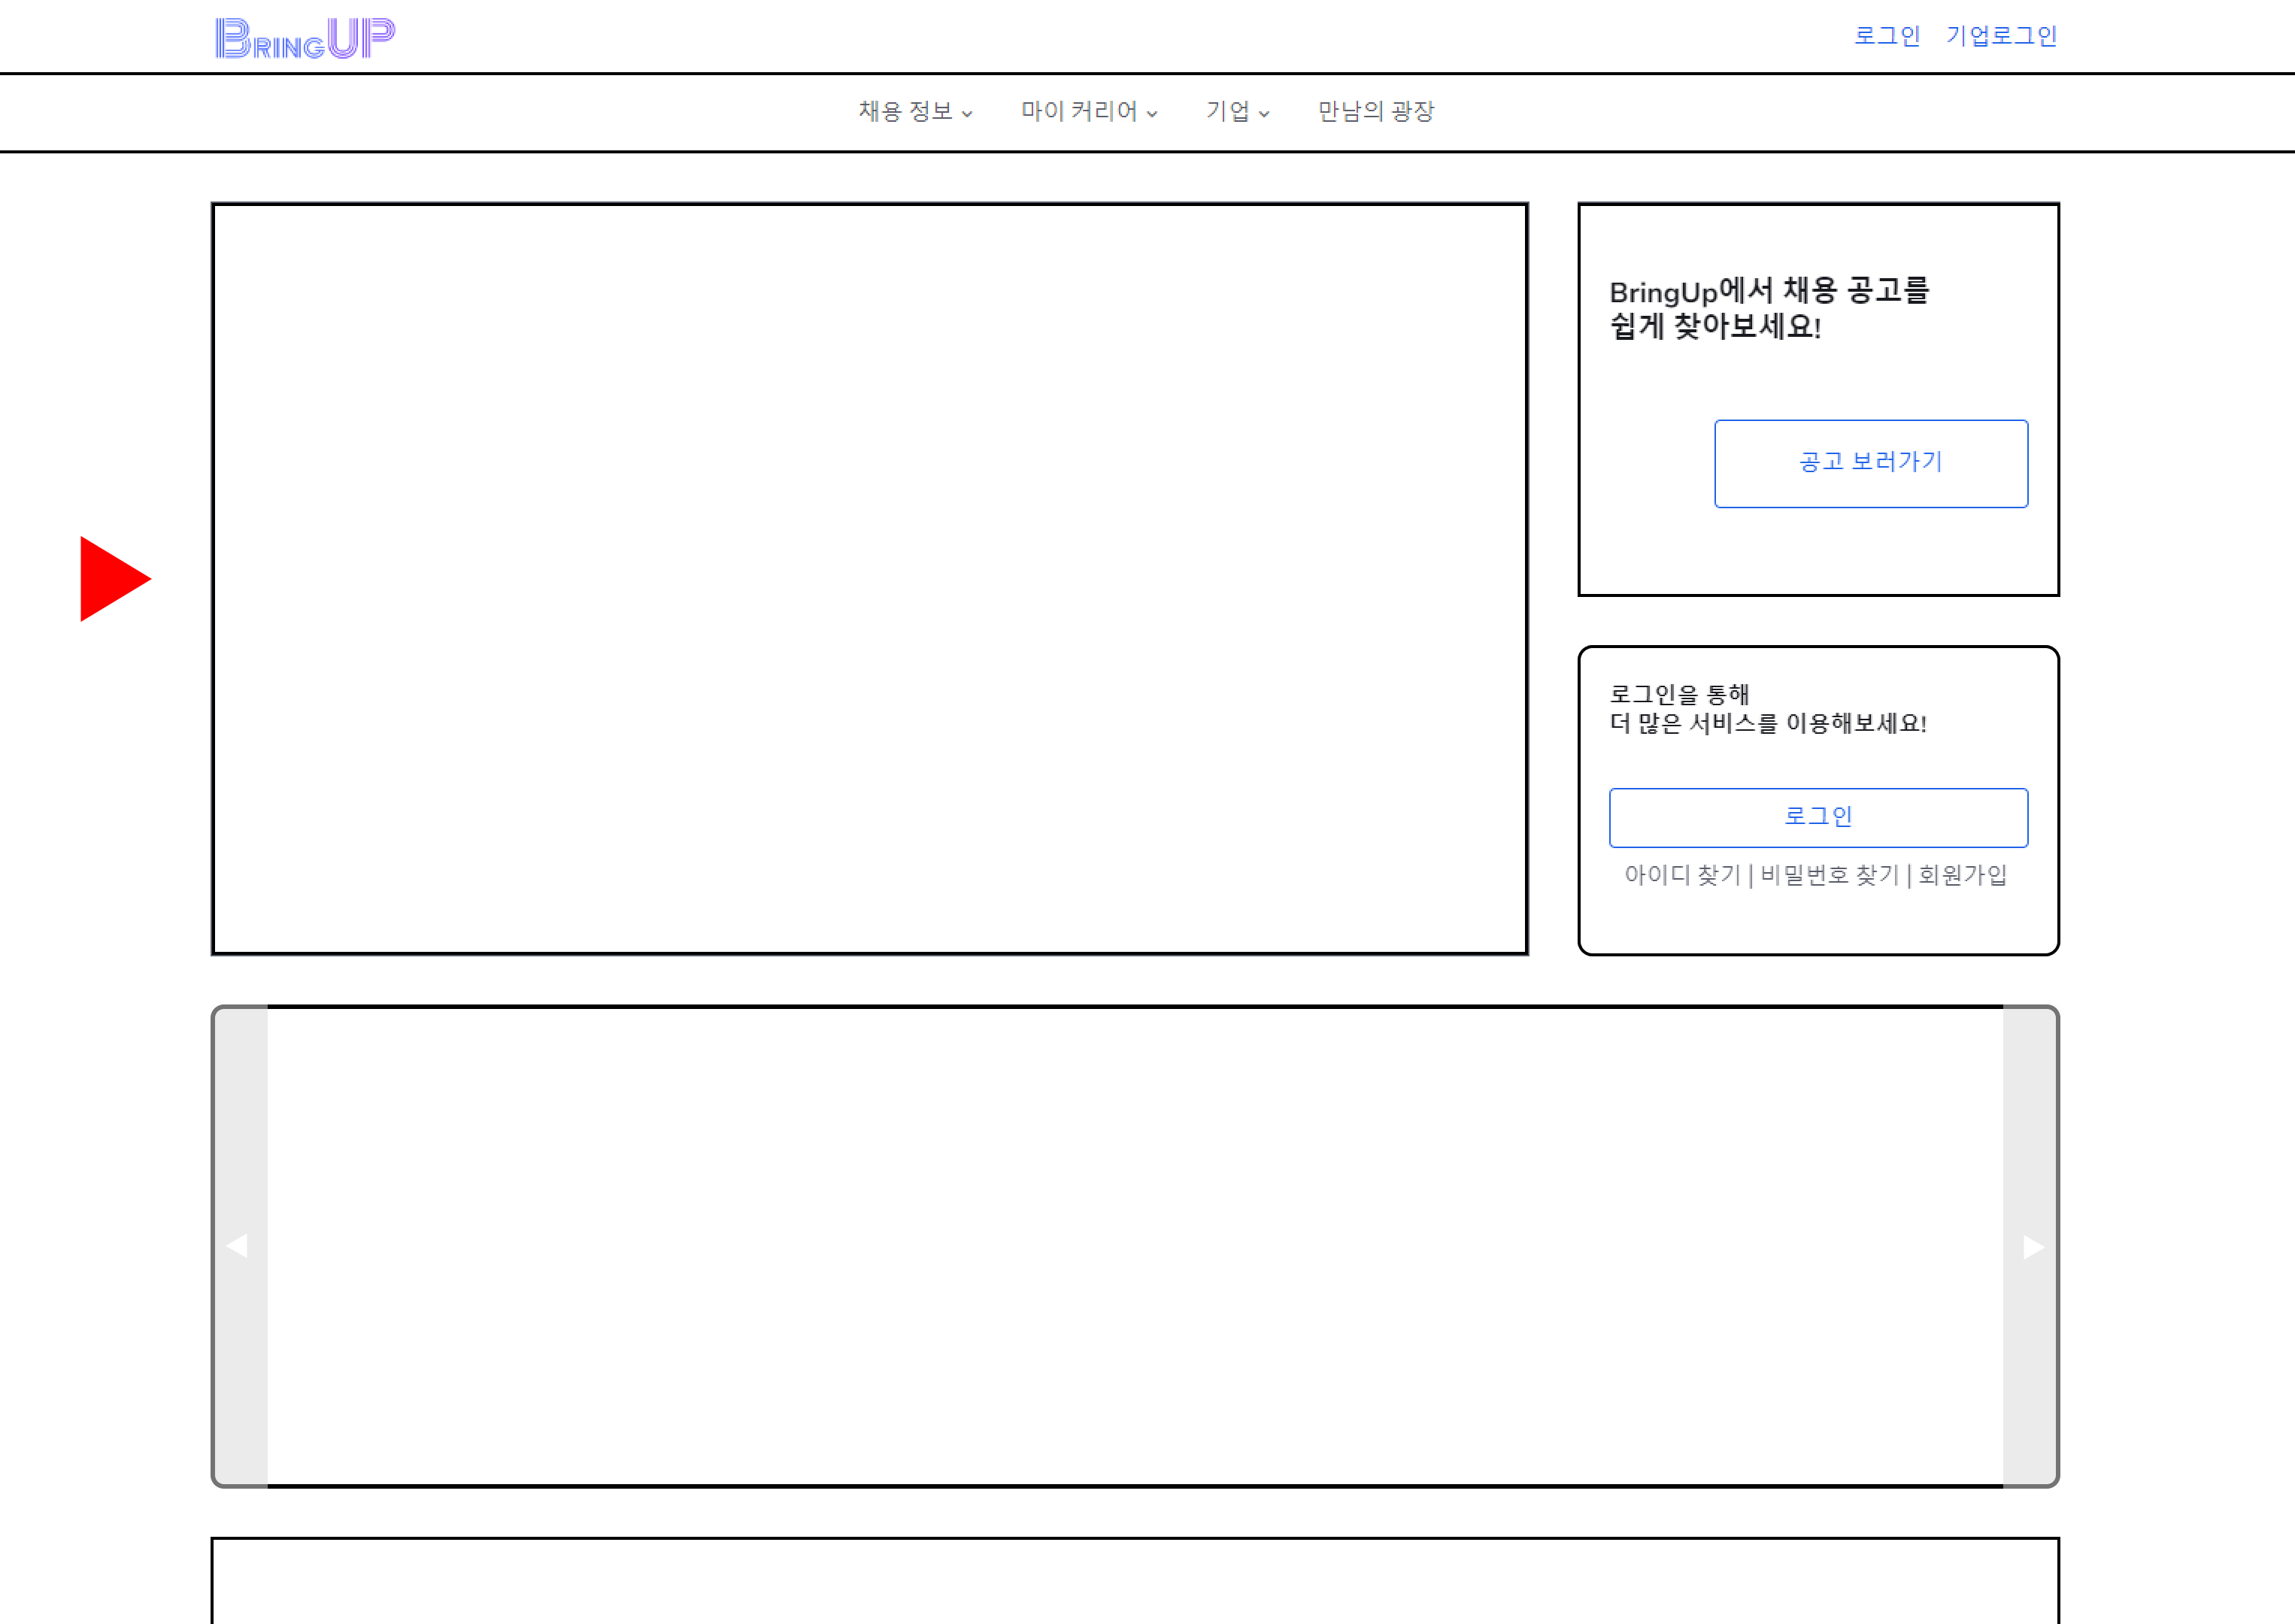 BRINGUP
로그인 기업로그인
채용 정보 마이 커리어 기업 만남의 광장
BringUp에서 채용 공고를
쉽게 찾아보세요!
공고 보러가기
로그인을 통해
더 많은 서비스를 이용해보세요!
로그인
아이디 찾기 | 비밀번호 찾기 | 회원가입